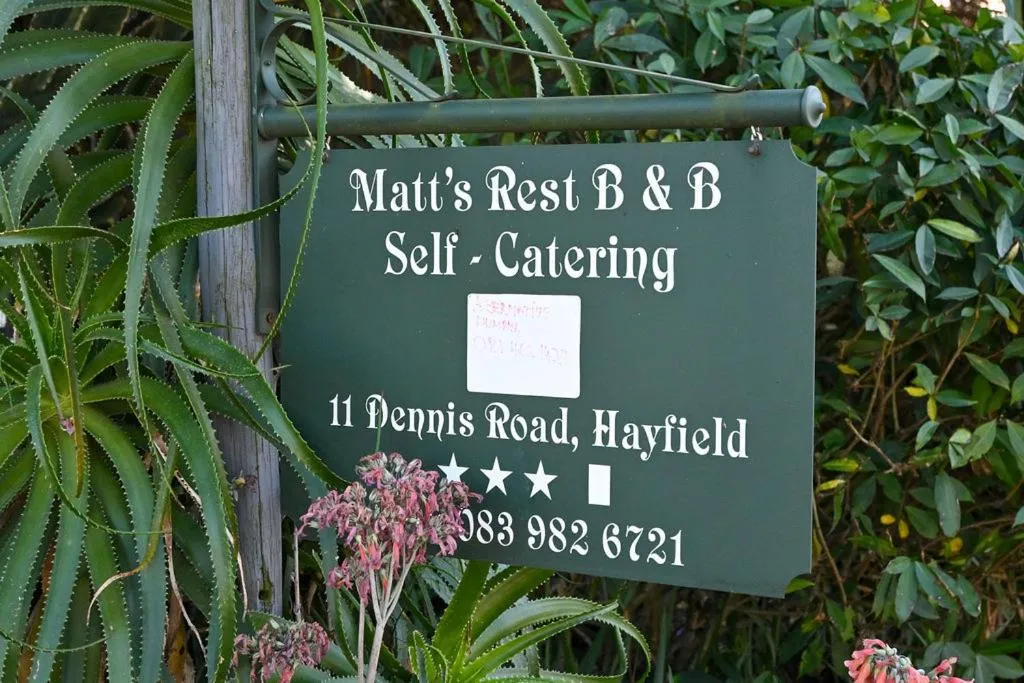 Matt's Rest B & B
Self - Catering
11 Dennis Road, Hayfield
083 982 6721